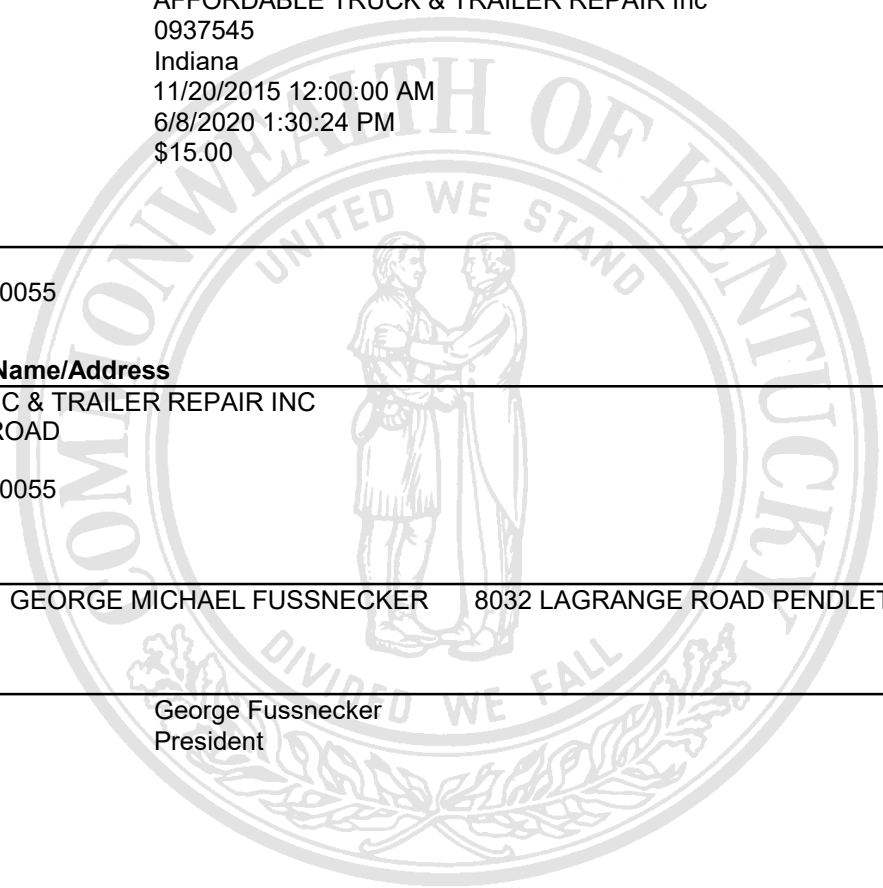 AFFORDABLE TRUCK & TRAILER REPAIR Inc
0937545
Indiana
11/20/2015 12:00:00 AM
6/8/2020 1:30:24 PM
$15.00
COMMONWEALTH OF KENTUCKY
UNITED WE STAND
0055
Name/Address
C & TRAILER REPAIR INC
ROAD
0055
GEORGE MICHAEL FUSSNECKER 8032 LAGRANGE ROAD PENDLET
DIVIDED WE FALL
George Fussnecker
President